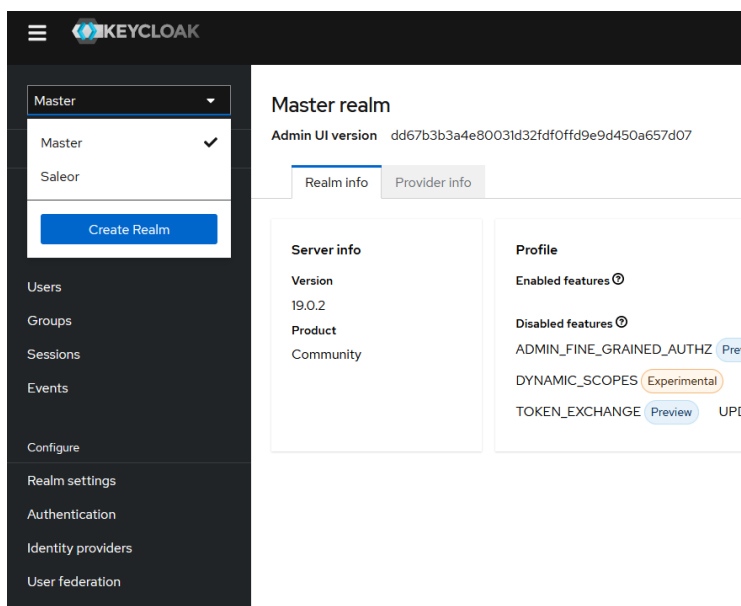 KEYCLOAK
Master
Master
Saleor
Create Realm
Users
Groups
Sessions
Events
Configure
Realm settings
Authentication
Identity providers
User federation
Master realm
Admin UI version dd67b3b3a4e80031d32fdf0ffd9e9d450a657d07
Realm info Provider info
Server info
Version
19.0.2
Product
Community
Profile
Enabled features
Disabled features
ADMIN_FINE_GRAINED_AUTHZ
DYNAMIC_SCOPES Experimental
TOKEN_EXCHANGE Preview